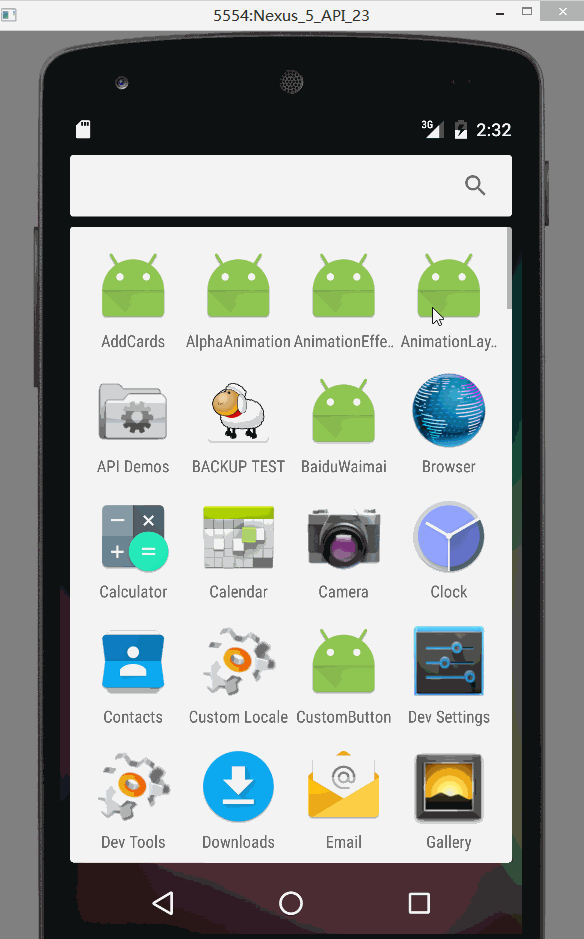 5554:Nexus_5_API_23
3G 2:32
AddCards AlphaAnimation AnimationEffe.. AnimationLay..
API Demos BACKUP TEST BaiduWaimai Browser
Calculator Calendar Camera Clock
Contacts Custom Locale CustomButton Dev Settings
Dev Tools Downloads Email Gallery